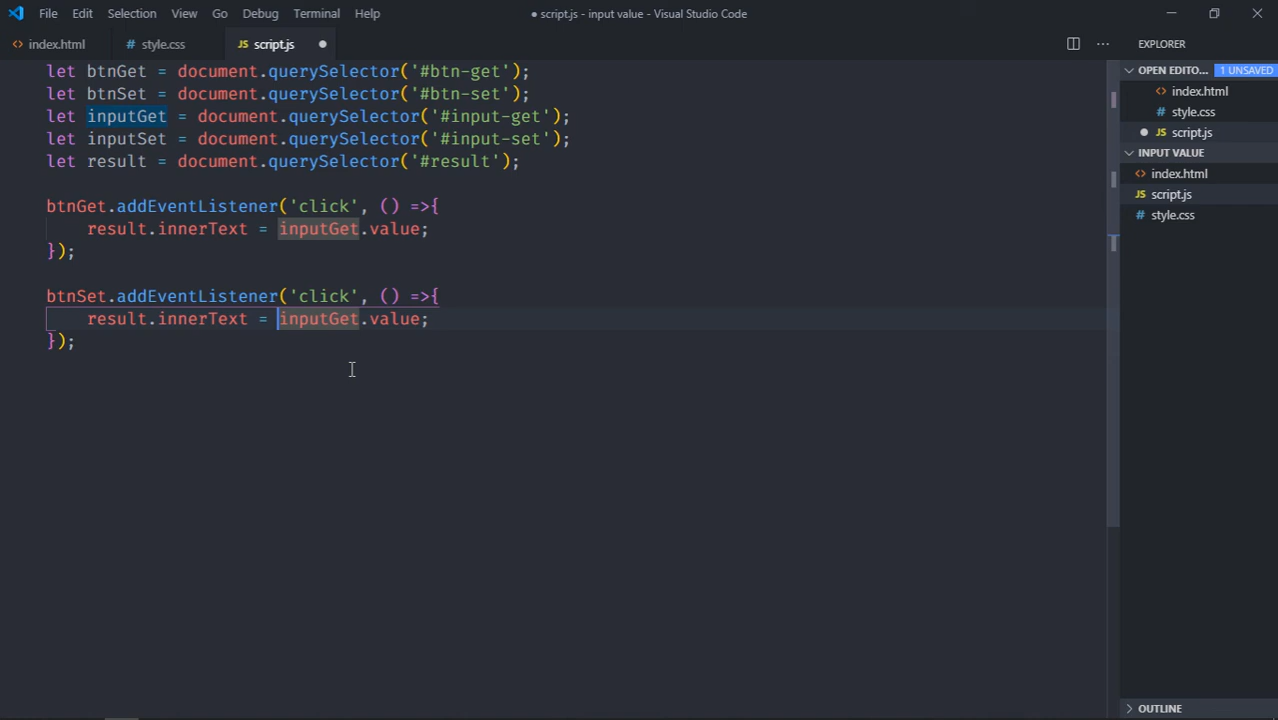 File Edit Selection View Go Debug Terminal Help
● script.js - input value - Visual Studio Code
index.html
style.css
JS script.js
EXPLORER
let btnGet = document.querySelector('#btn-get');
let btnSet = document.querySelector('#btn-set');
let inputGet = document.querySelector('#input-get');
let inputSet = document.querySelector('#input-set');
let result = document.querySelector('#result');
btnGet.addEventListener('click', () =>{
result.innerText = inputGet.value;
});
btnSet.addEventListener('click', () =>{
result.innerText = inputGet.value;
});
OPEN EDITO... 1 UNSAVED
index.html
style.css
JS script.js
INPUT VALUE
index.html
JS script.js
style.css
OUTLINE